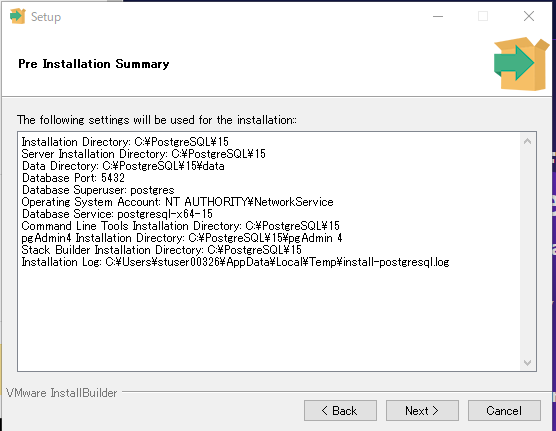 Setup
Pre Installation Summary
The following settings will be used for the installation::
Installation Directory: C:¥PostgreSQL¥15
Server Installation Directory: C:¥PostgreSQL¥15
Data Directory: C:¥PostgreSQL¥15¥data
Database Port: 5432
Database Superuser: postgres
Operating System Account: NT AUTHORITY¥NetworkService
Database Service: postgresql-x64-15
Command Line Tools Installation Directory: C:¥PostgreSQL¥15
pgAdmin4 Installation Directory: C:¥PostgreSQL¥15¥pgAdmin 4
Stack Builder Installation Directory: C:¥PostgreSQL¥15
Installation Log: C:¥Users¥stuser00326¥AppData¥Local¥Temp¥install-postgresql.log
VMware InstallBuilder
< Back
Next >
Cancel